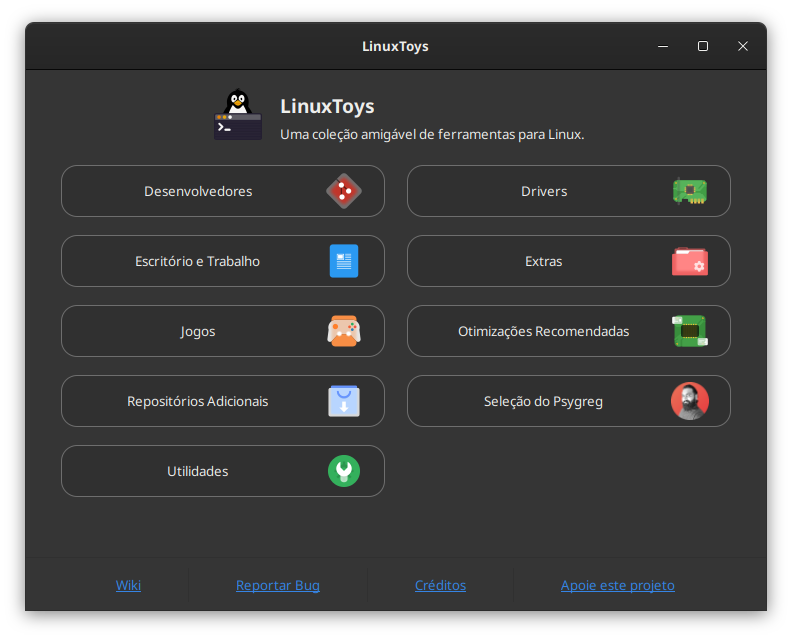 LinuxToys
LinuxToys
Uma coleção amigável de ferramentas para Linux.
Desenvolvedores
Drivers
Escritório e Trabalho
Extras
Jogos
Otimizações Recomendadas
Repositórios Adicionais
Seleção do Psygreg
Utilidades
Wiki
Reportar Bug
Créditos
Apoie este projeto